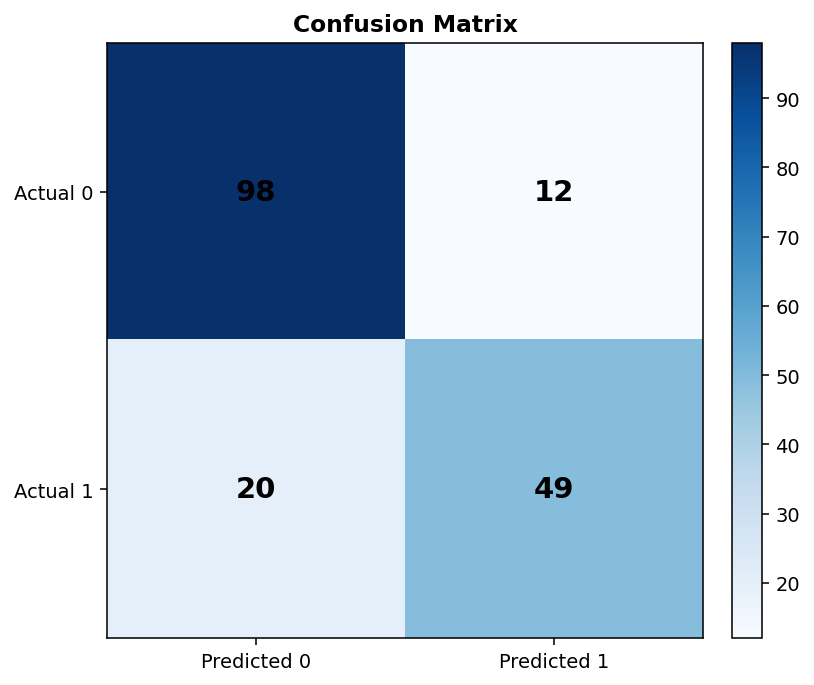 Confusion Matrix
Actual 0
98
12
Actual 1
20
49
Predicted 0
Predicted 1
90
80
70
60
50
40
30
20